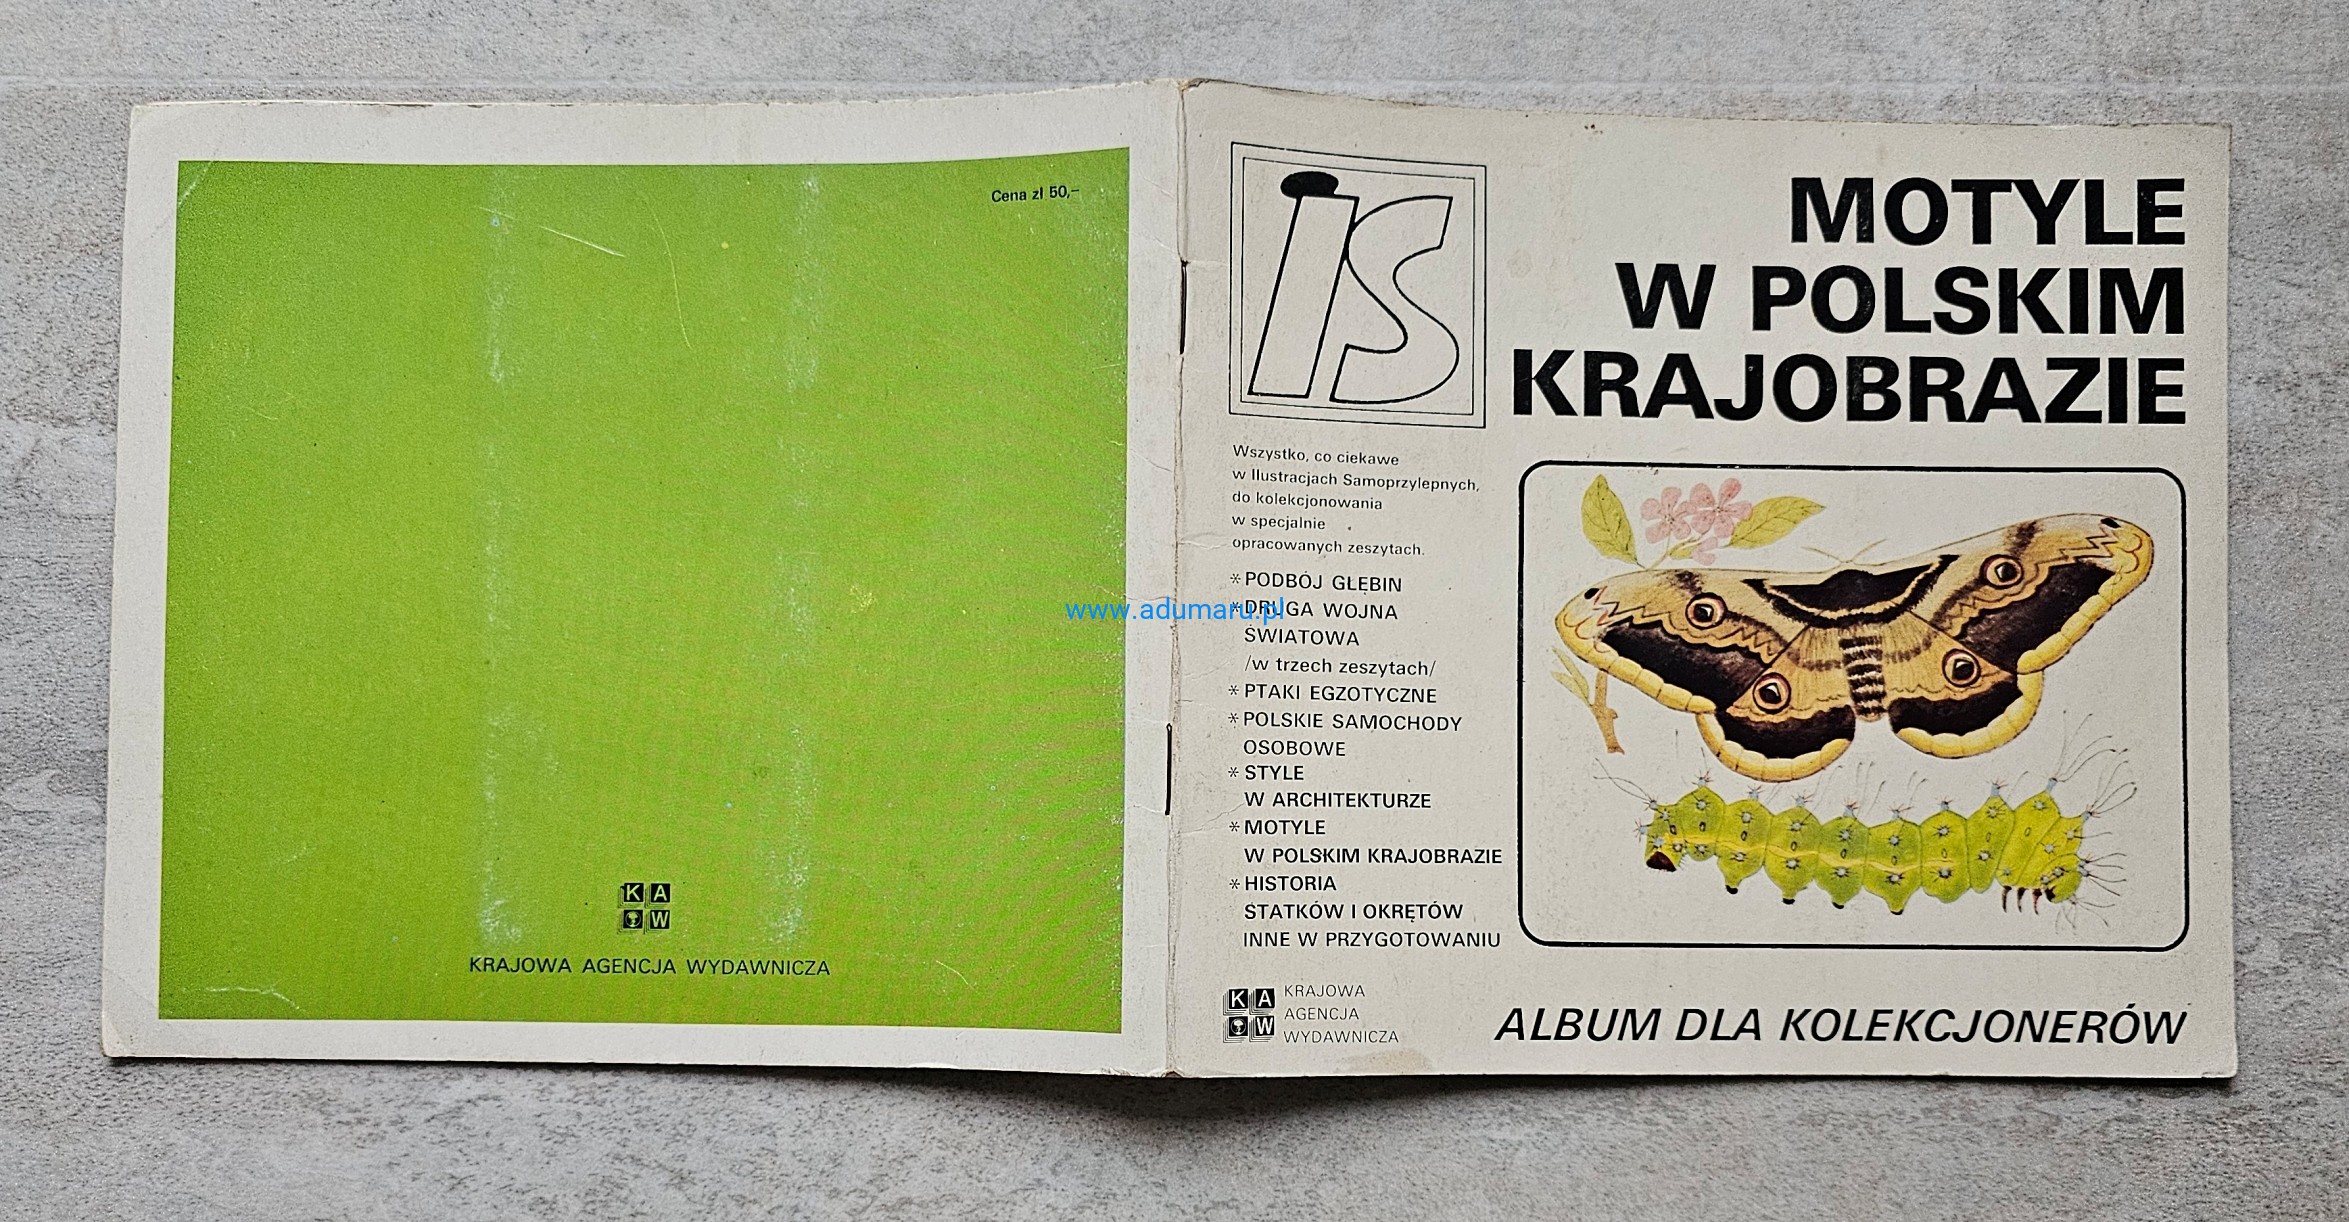 Cena zł 50,-
K A
W
KRAJOWA AGENCJA WYDAWNICZA
is
MOTYLE
W POLSKIM
KRAJOBRAZIE
Wszystko, co ciekawe
w Ilustracjach Samoprzylepnych,
do kolekcjonowania
w specjalnie
opracowanych zeszytach.
*PODBÓJ GŁĘBIN
*DRUGA WOJNA
ŚWIATOWA
/w trzech zeszytach/
*PTAKI EGZOTYCZNE
*POLSKIE SAMOCHODY
OSOBOWE
*STYLE
W ARCHITEKTURZE
*MOTYLE
W POLSKIM KRAJOBRAZIE
*HISTORIA
STATKÓW I OKRĘTÓW
INNE W PRZYGOTOWANIU
K A
W
KRAJOWA
AGENCJA
WYDAWNICZA
ALBUM DLA KOLEKCJONERÓW
www.adumaru.pl